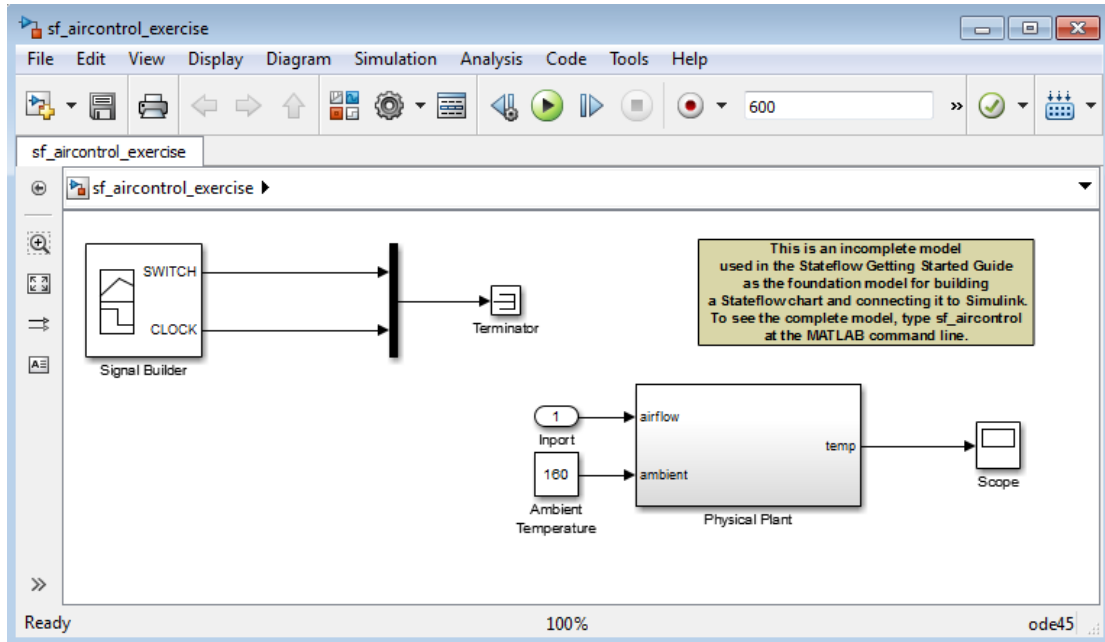 sf_aircontrol_exercise
File Edit View Display Diagram Simulation Analysis Code Tools Help
600 »
sf_aircontrol_exercise
sf_aircontrol_exercise
SWITCH
CLOCK
Signal Builder
Terminator
This is an incomplete model
used in the Stateflow Getting Started Guide
as the foundation model for building
a Stateflow chart and connecting it to Simulink.
To see the complete model, type sf_aircontrol
at the MATLAB command line.
1
Inport
160
Ambient
Temperature
airflow
ambient
temp
Physical Plant
Scope
Ready 100% ode45